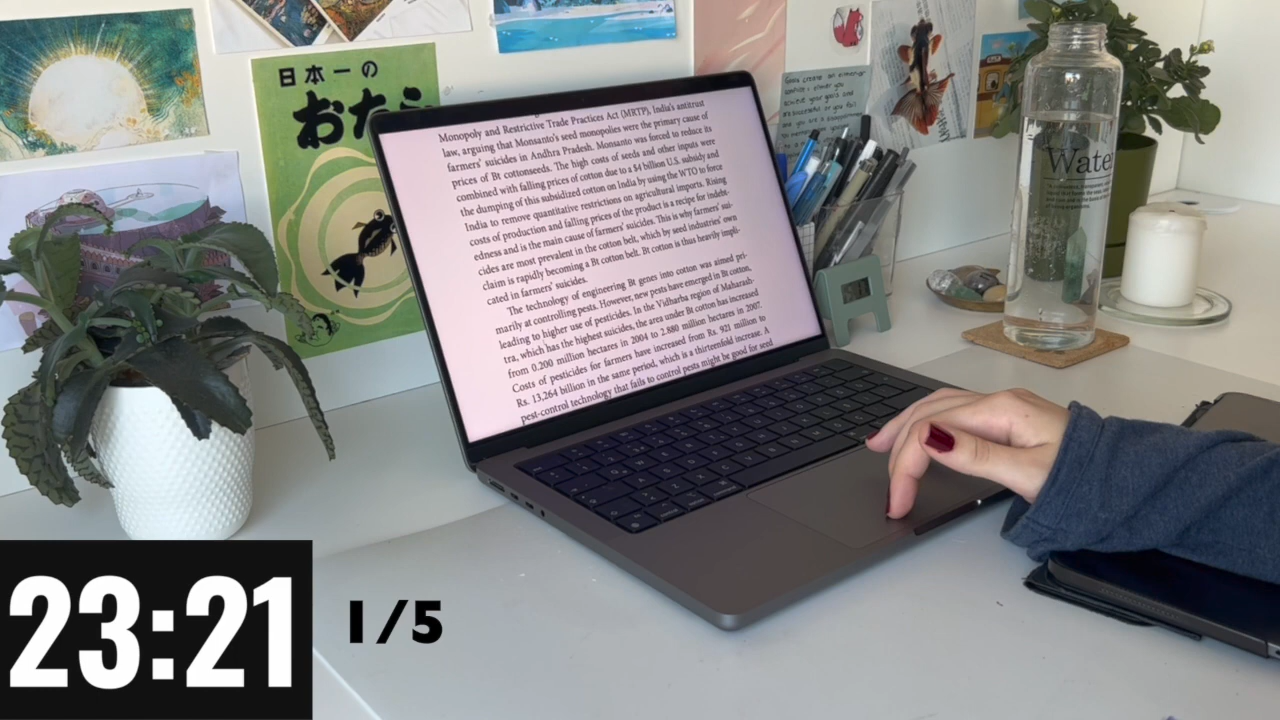 日本一の
おたら
Monopoly and Restrictive Trade Practices Act (MRTP), India's antitrust
law, arguing that Monsanto's seed monopolies were the primary cause of
farmers' suicides in Andhra Pradesh. Monsanto was forced to reduce its
prices of Bt cottonseeds. The high costs of seeds and other inputs were
combined with falling prices of cotton due to a $4 billion U.S. subsidy and
the dumping of this subsidized cotton on India by using the WTO to force
India to remove quantitative restrictions on agricultural imports. Rising
costs of production and falling prices of the product is a recipe for indebt-
edness and is the main cause of farmers' suicides. This is why farmers' sui-
cides are most prevalent in the cotton belt, which by seed industries' own
claim is rapidly becoming a Bt cotton belt. Bt cotton is thus heavily impli-
cated in farmers' suicides.
The technology of engineering Bt genes into cotton was aimed pri-
marily at controlling pests. However, new pests have emerged in Bt cotton,
leading to higher use of pesticides. In the Vidharba region of Maharash-
tra, which has the highest suicides, the area under Bt cotton has increased
from 0.200 million hectares in 2004 to 2.880 million hectares in 2007.
Costs of pesticides for farmers have increased from Rs. 921 million to
Rs. 13,264 billion in the same period, which is a thirteenfold increase. A
pest-control technology that fails to control pests might be good for seed
Water
23:21
1/5